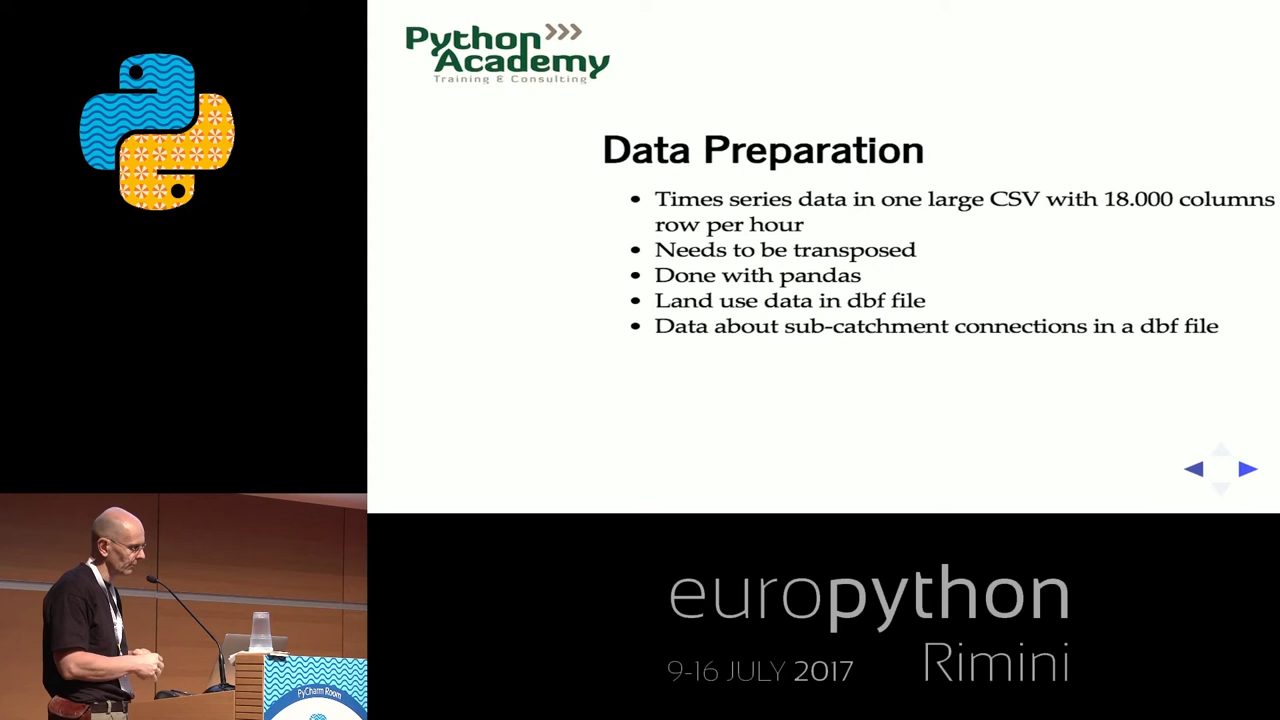 Python
Academy
Training & Consulting
Data Preparation
• Times series data in one large CSV with 18.000 columns
row per hour
• Needs to be transposed
• Done with pandas
• Land use data in dbf file
• Data about sub-catchment connections in a dbf file
europython
Rimini
9-16 JULY 2017
PyCharm Room